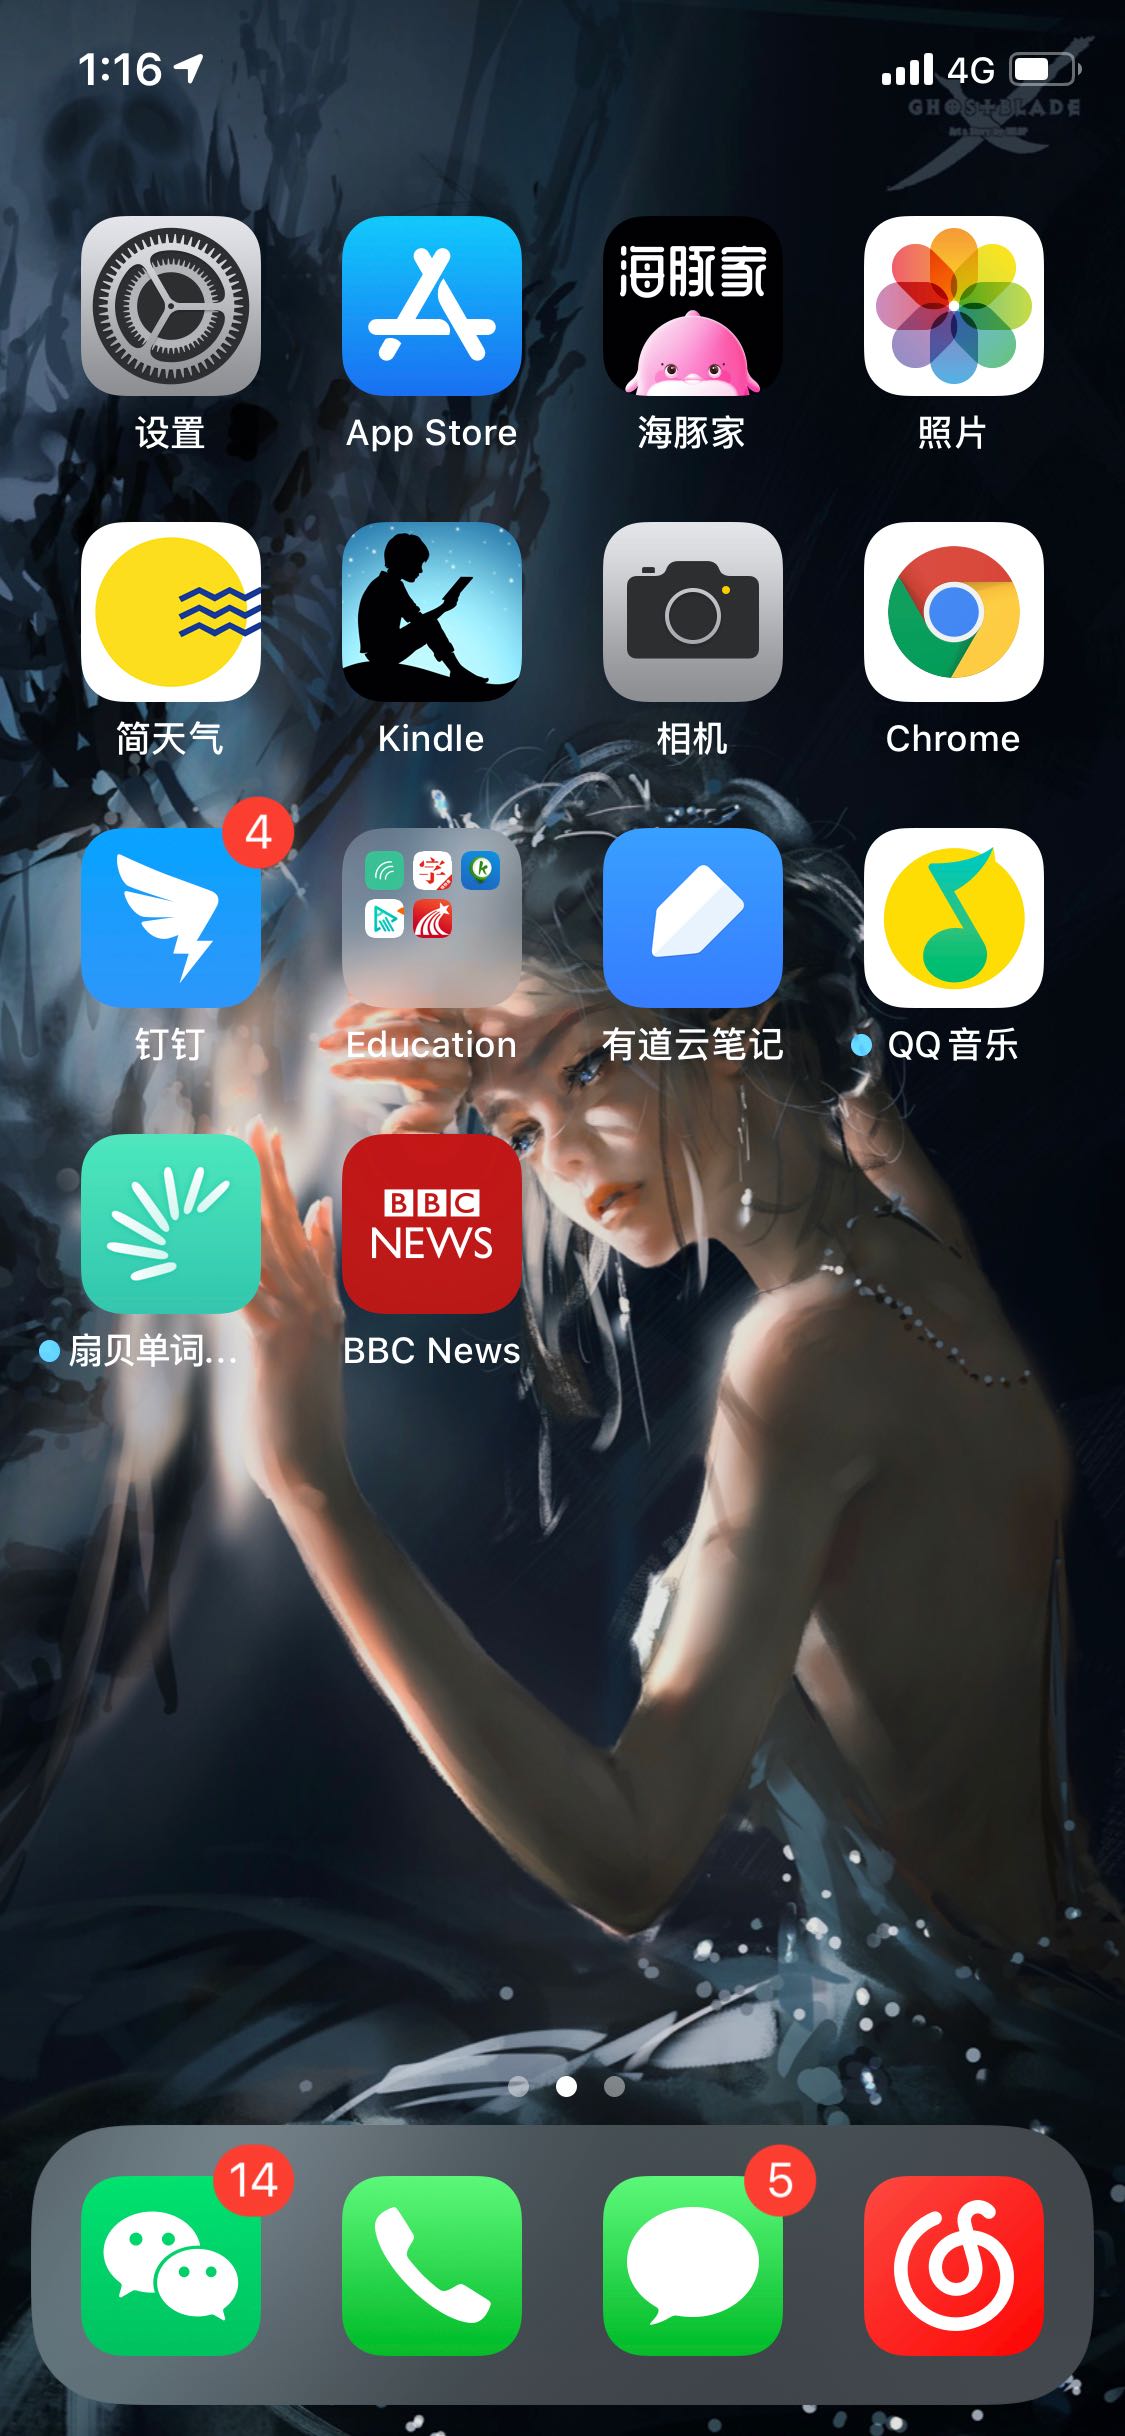 1:16 4G
GHOSTBLADE
海豚家
设置 App Store 海豚家 照片
简天气 Kindle 相机 Chrome
4
字
k
钉钉 Education 有道云笔记 QQ音乐
BBC
NEWS
扇贝单词... BBC News
14 5